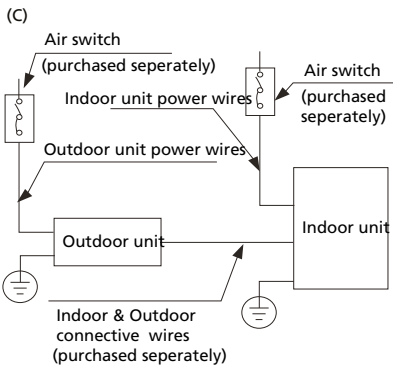 (C)
Air switch
(purchased seperately)
Air switch
(purchased
seperately)
Indoor unit power wires
Outdoor unit power wires
Outdoor unit
Indoor unit
Indoor & Outdoor
connective wires
(purchased seperately)